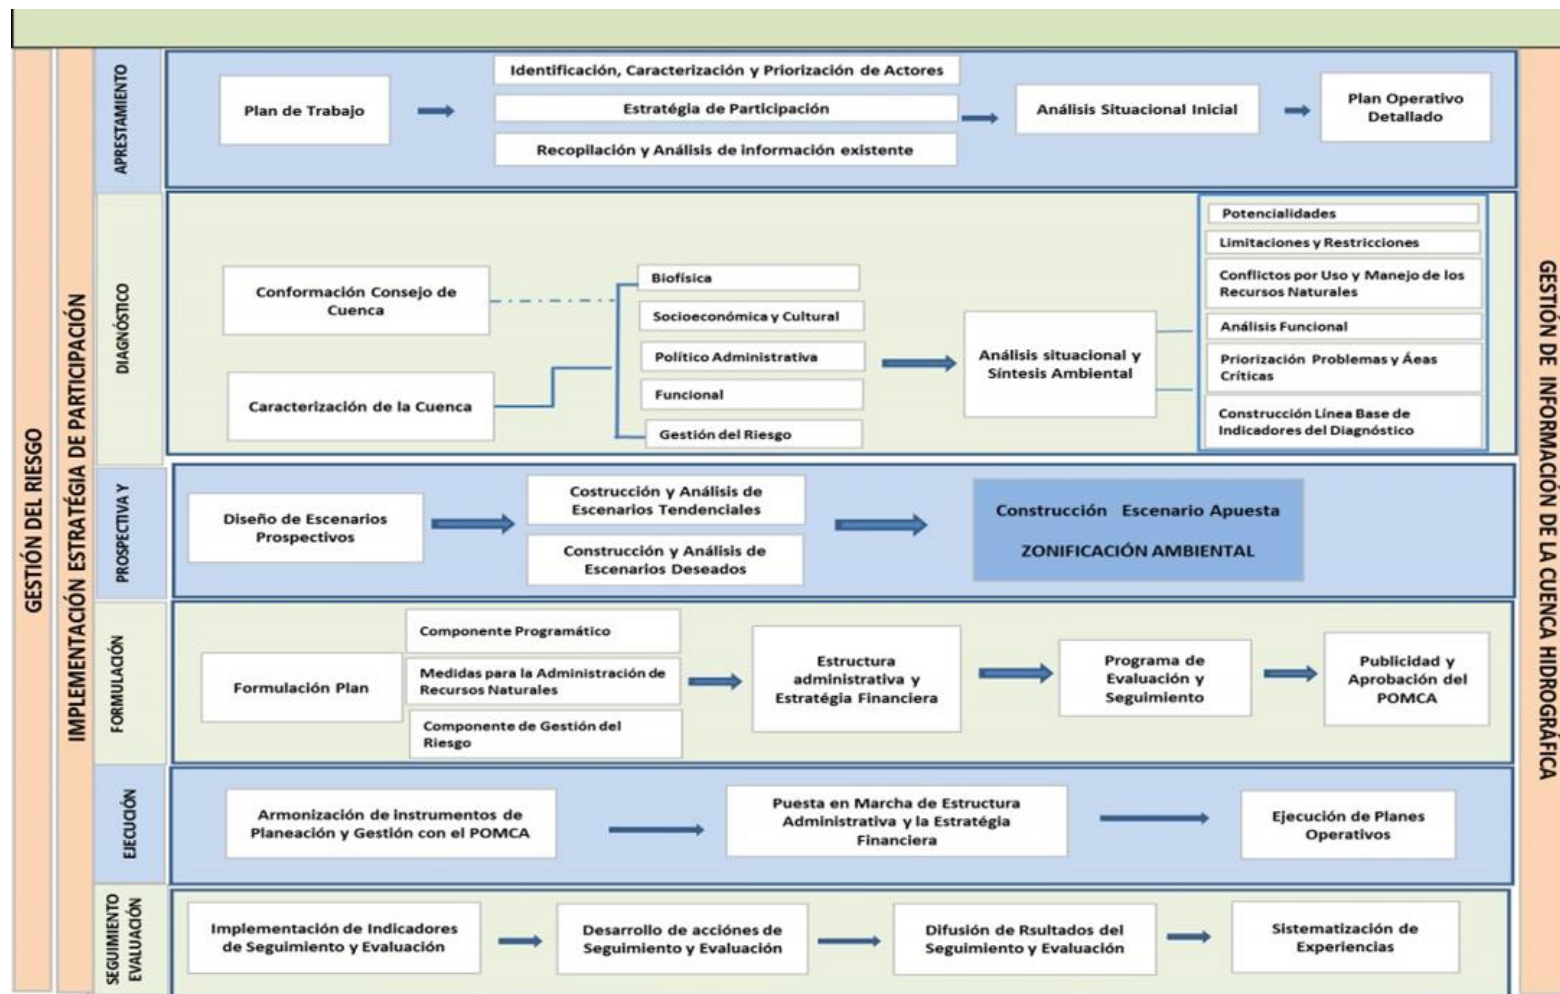 GESTIÓN DEL RIESGO
IMPLEMENTACIÓN ESTRATÉGIA DE PARTICIPACIÓN
APRESTAMIENTO
Plan de Trabajo
Identificación, Caracterización y Priorización de Actores
Estratégia de Participación
Recopilación y Análisis de información existente
Análisis Situacional Inicial
Plan Operativo
Detallado
DIAGNÓSTICO
Conformación Consejo de
Cuenca
Caracterización de la Cuenca
Biofísica
Socioeconómica y Cultural
Político Administrativa
Funcional
Gestión del Riesgo
Análisis situacional y
Síntesis Ambiental
Potencialidades
Limitaciones y Restricciones
Conflictos por Uso y Manejo de los
Recursos Naturales
Análisis Funcional
Priorización Problemas y Áeas
Críticas
Construcción Línea Base de
Indicadores del Diagnóstico
PROSPECTIVA Y
Diseño de Escenarios
Prospectivos
Costrucción y Análisis de
Escenarios Tendenciales
Construcción y Análisis de
Escenarios Deseados
Construcción Escenario Apuesta
ZONIFICACIÓN AMBIENTAL
FORMULACIÓN
Formulación Plan
Componente Programático
Medidas para la Administración de
Recursos Naturales
Componente de Gestión del
Riesgo
Estructura
administrativa y
Estratégia Financiera
Programa de
Evaluación y
Seguimiento
Publicidad y
Aprobación del
POMCA
EJECUCIÓN
Armonización de instrumentos de
Planeación y Gestión con el POMCA
Puesta en Marcha de Estructura
Administrativa y la Estratégia
Financiera
Ejecución de Planes
Operativos
SEGUIMIENTO
EVALUACIÓN
Implementación de Indicadores
de Seguimiento y Evaluación
Desarrollo de acciónes de
Seguimiento y Evaluación
Difusión de Rsultados del
Seguimiento y Evaluación
Sistematización de
Experiencias
GESTIÓN DE INFORMACIÓN DE LA CUENCA HIDROGRÁFICA